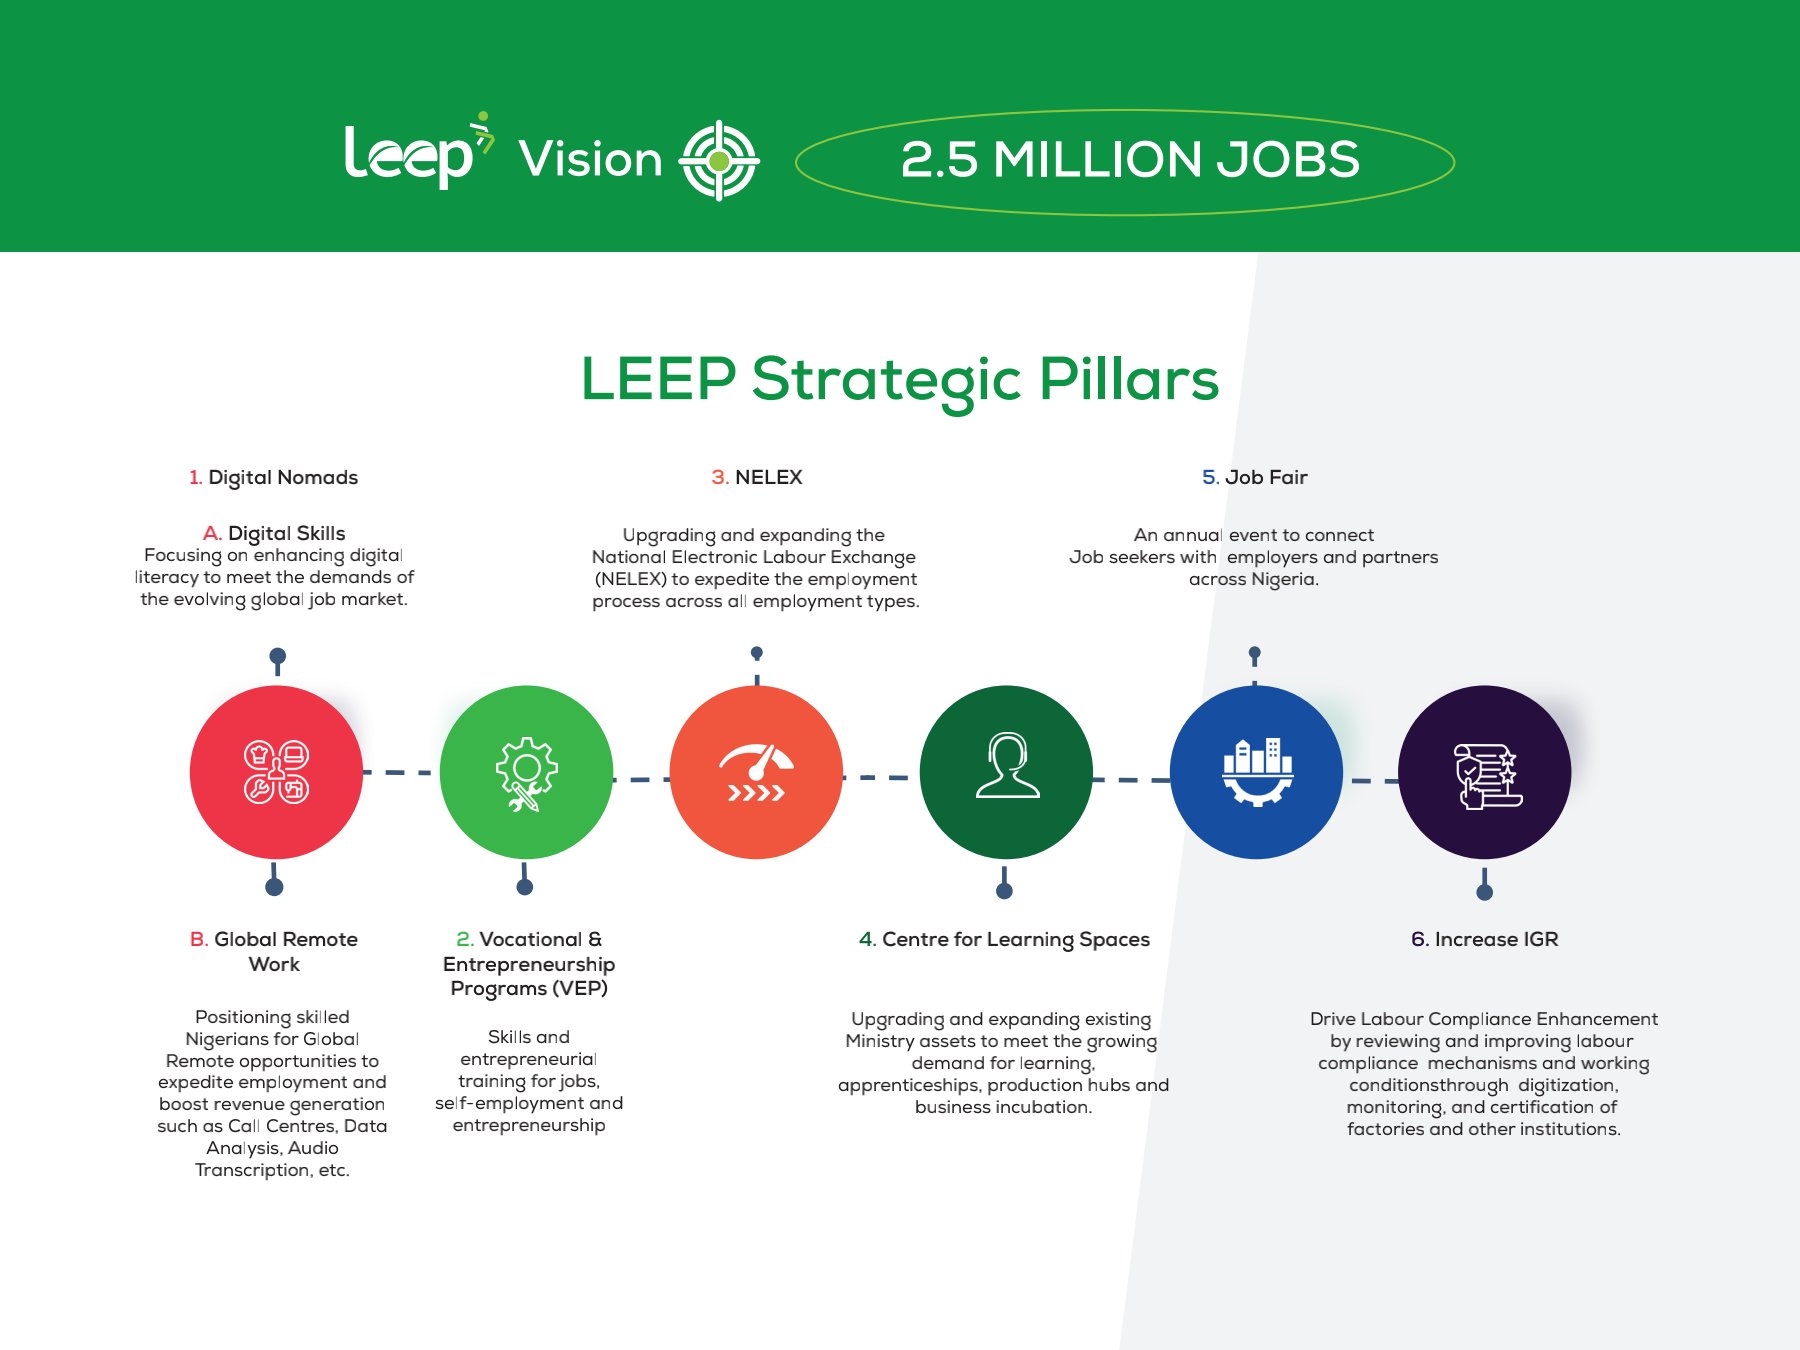 leep Vision 2.5 MILLION JOBS
LEEP Strategic Pillars
1. Digital Nomads
A. Digital Skills
Focusing on enhancing digital
literacy to meet the demands of
the evolving global job market.
3. NELEX
Upgrading and expanding the
National Electronic Labour Exchange
(NELEX) to expedite the employment
process across all employment types.
5. Job Fair
An annual event to connect
Job seekers with employers and partners
across Nigeria.
B. Global Remote
Work
Positioning skilled
Nigerians for Global
Remote opportunities to
expedite employment and
boost revenue generation
such as Call Centres, Data
Analysis, Audio
Transcription, etc.
2. Vocational &
Entrepreneurship
Programs (VEP)
Skills and
entrepreneurial
training for jobs,
self-employment and
entrepreneurship
4. Centre for Learning Spaces
Upgrading and expanding existing
Ministry assets to meet the growing
demand for learning,
apprenticeships, production hubs and
business incubation.
6. Increase IGR
Drive Labour Compliance Enhancement
by reviewing and improving labour
compliance mechanisms and working
conditionsthrough digitization,
monitoring, and certification of
factories and other institutions.